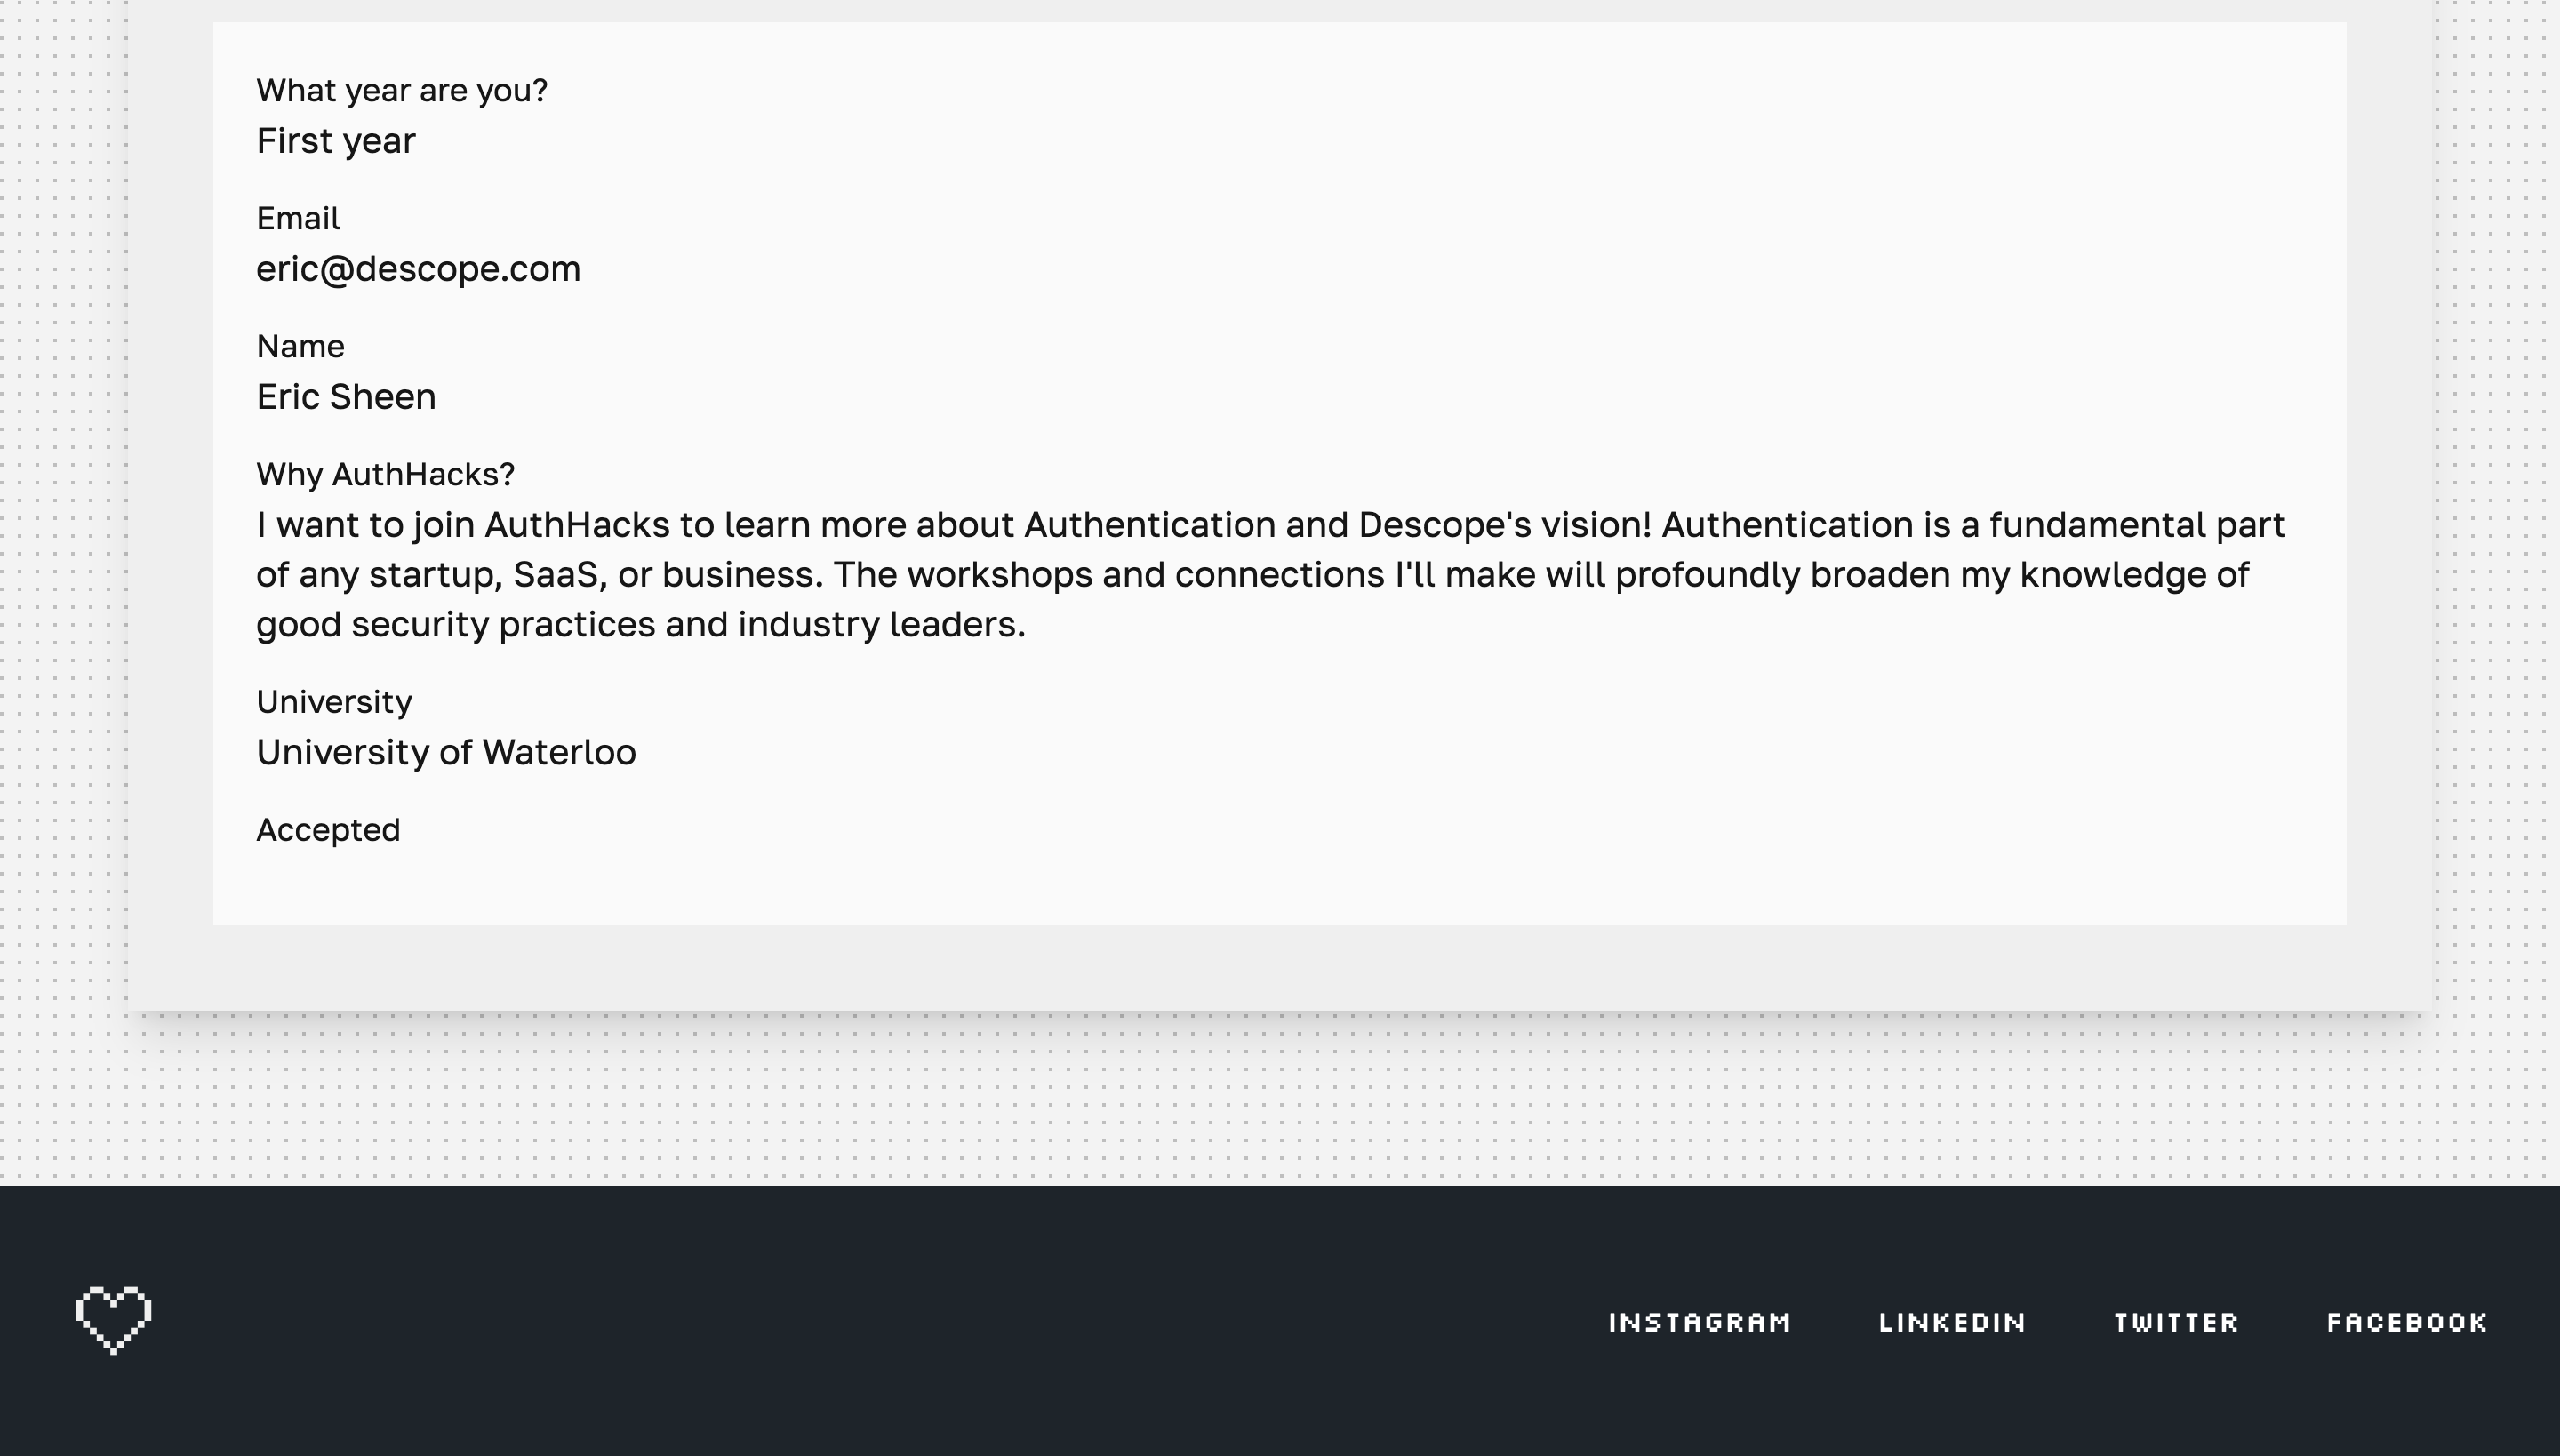 What year are you?
First year
Email
eric@descope.com
Name
Eric Sheen
Why AuthHacks?
I want to join AuthHacks to learn more about Authentication and Descope's vision! Authentication is a fundamental part
of any startup, SaaS, or business. The workshops and connections I'll make will profoundly broaden my knowledge of
good security practices and industry leaders.
University
University of Waterloo
Accepted
INSTAGRAM LINKEDIN TWITTER FACEBOOK